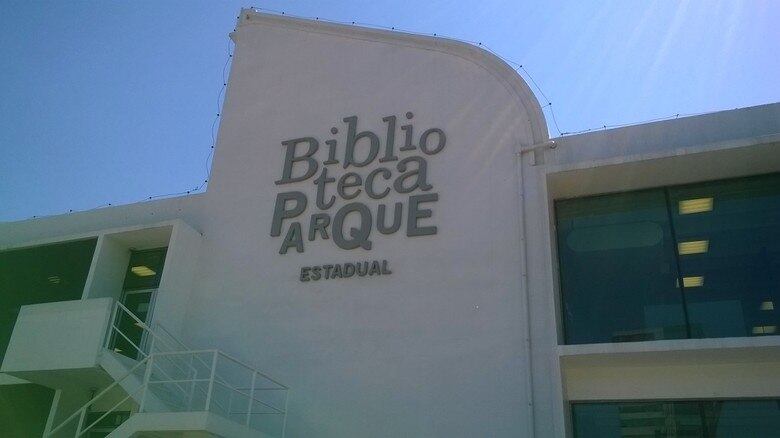 Biblio
teca
PARQUE
ESTADUAL